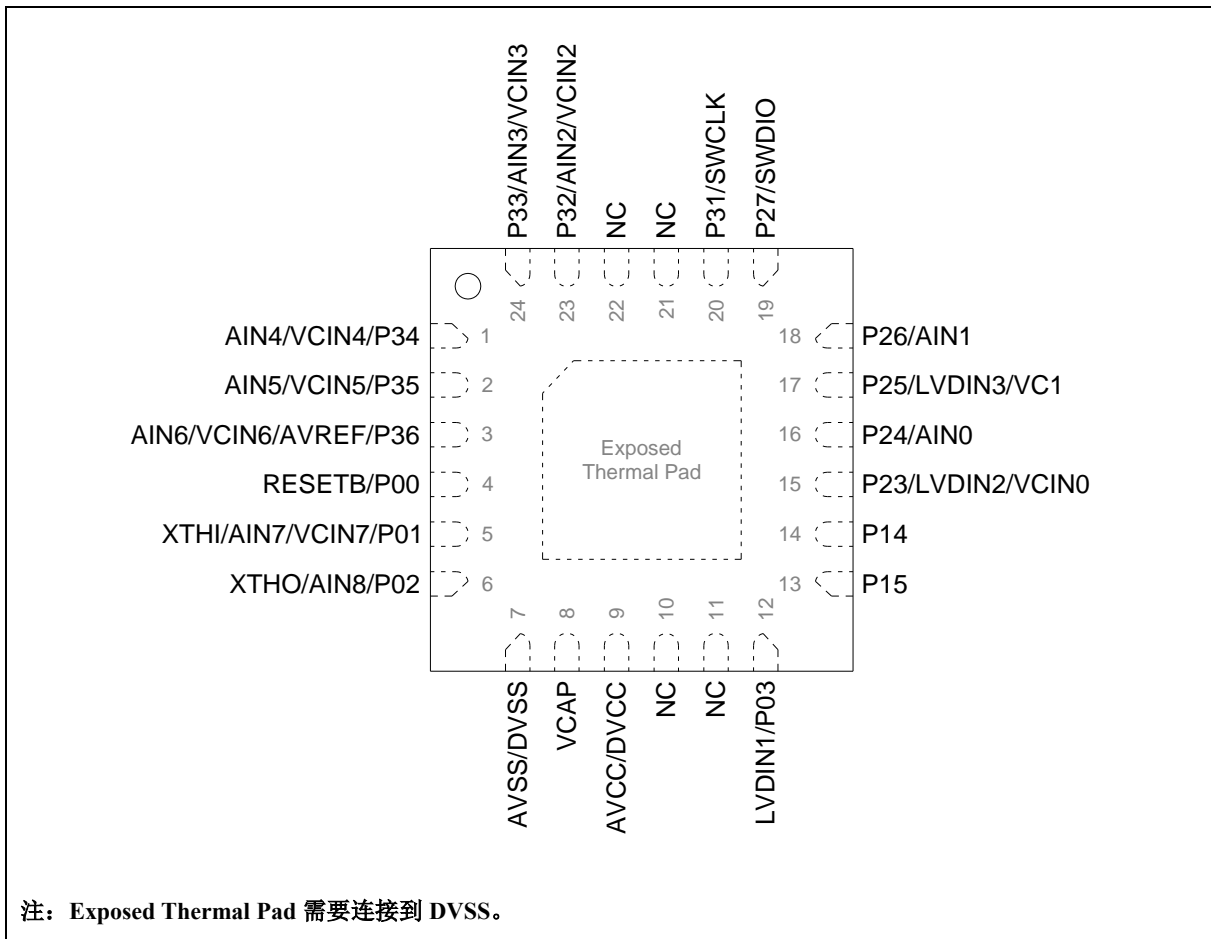 P33/AIN3/VCIN3
P32/AIN2/VCIN2
NC
NC
P31/SWCLK
P27/SWDIO
24
23
22
21
20
19
AIN4/VCIN4/P34
1
AIN5/VCIN5/P35
2
AIN6/VCIN6/AVREF/P36
3
RESETB/P00
4
XTHI/AIN7/VCIN7/P01
5
XTHO/AIN8/P02
6
Exposed
Thermal Pad
18
P26/AIN1
17
P25/LVDIN3/VC1
16
P24/AIN0
15
P23/LVDIN2/VCIN0
14
P14
13
P15
7
8
9
10
11
12
AVSS/DVSS
VCAP
AVCC/DVCC
NC
NC
LVDIN1/P03
注：Exposed Thermal Pad 需要连接到 DVSS。